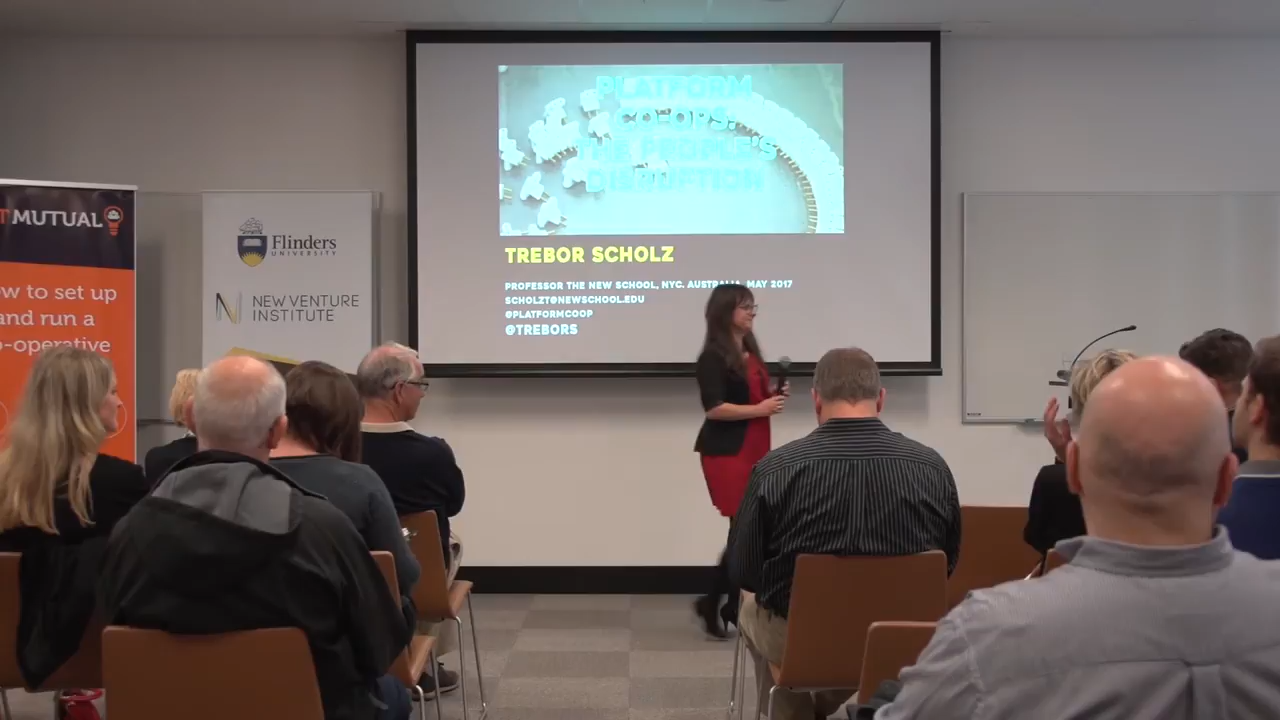 T MUTUAL
ow to set up
and run a
o-operative
Flinders
UNIVERSITY
NEW VENTURE
INSTITUTE
PLATFORM
CO-OPS:
THE PEOPLE'S
DISRUPTION
TREBOR SCHOLZ
PROFESSOR THE NEW SCHOOL, NYC. AUSTRALIA, MAY 2017
SCHOLZT@NEWSCHOOL.EDU
@PLATFORMCOOP
@TREBORS